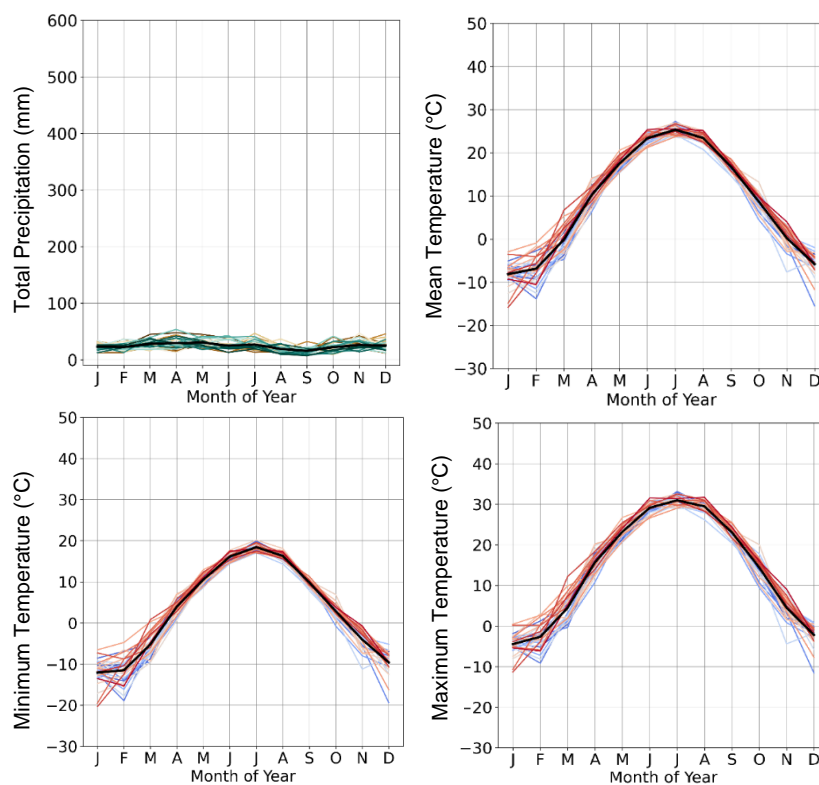 Total Precipitation (mm)
600
500
400
300
200
100
0
J F M A M J J A S O N D
Month of Year
Mean Temperature (°C)
50
40
30
20
10
0
−10
−20
−30
J F M A M J J A S O N D
Month of Year
Minimum Temperature (°C)
50
40
30
20
10
0
−10
−20
−30
J F M A M J J A S O N D
Month of Year
Maximum Temperature (°C)
50
40
30
20
10
0
−10
−20
−30
J F M A M J J A S O N D
Month of Year